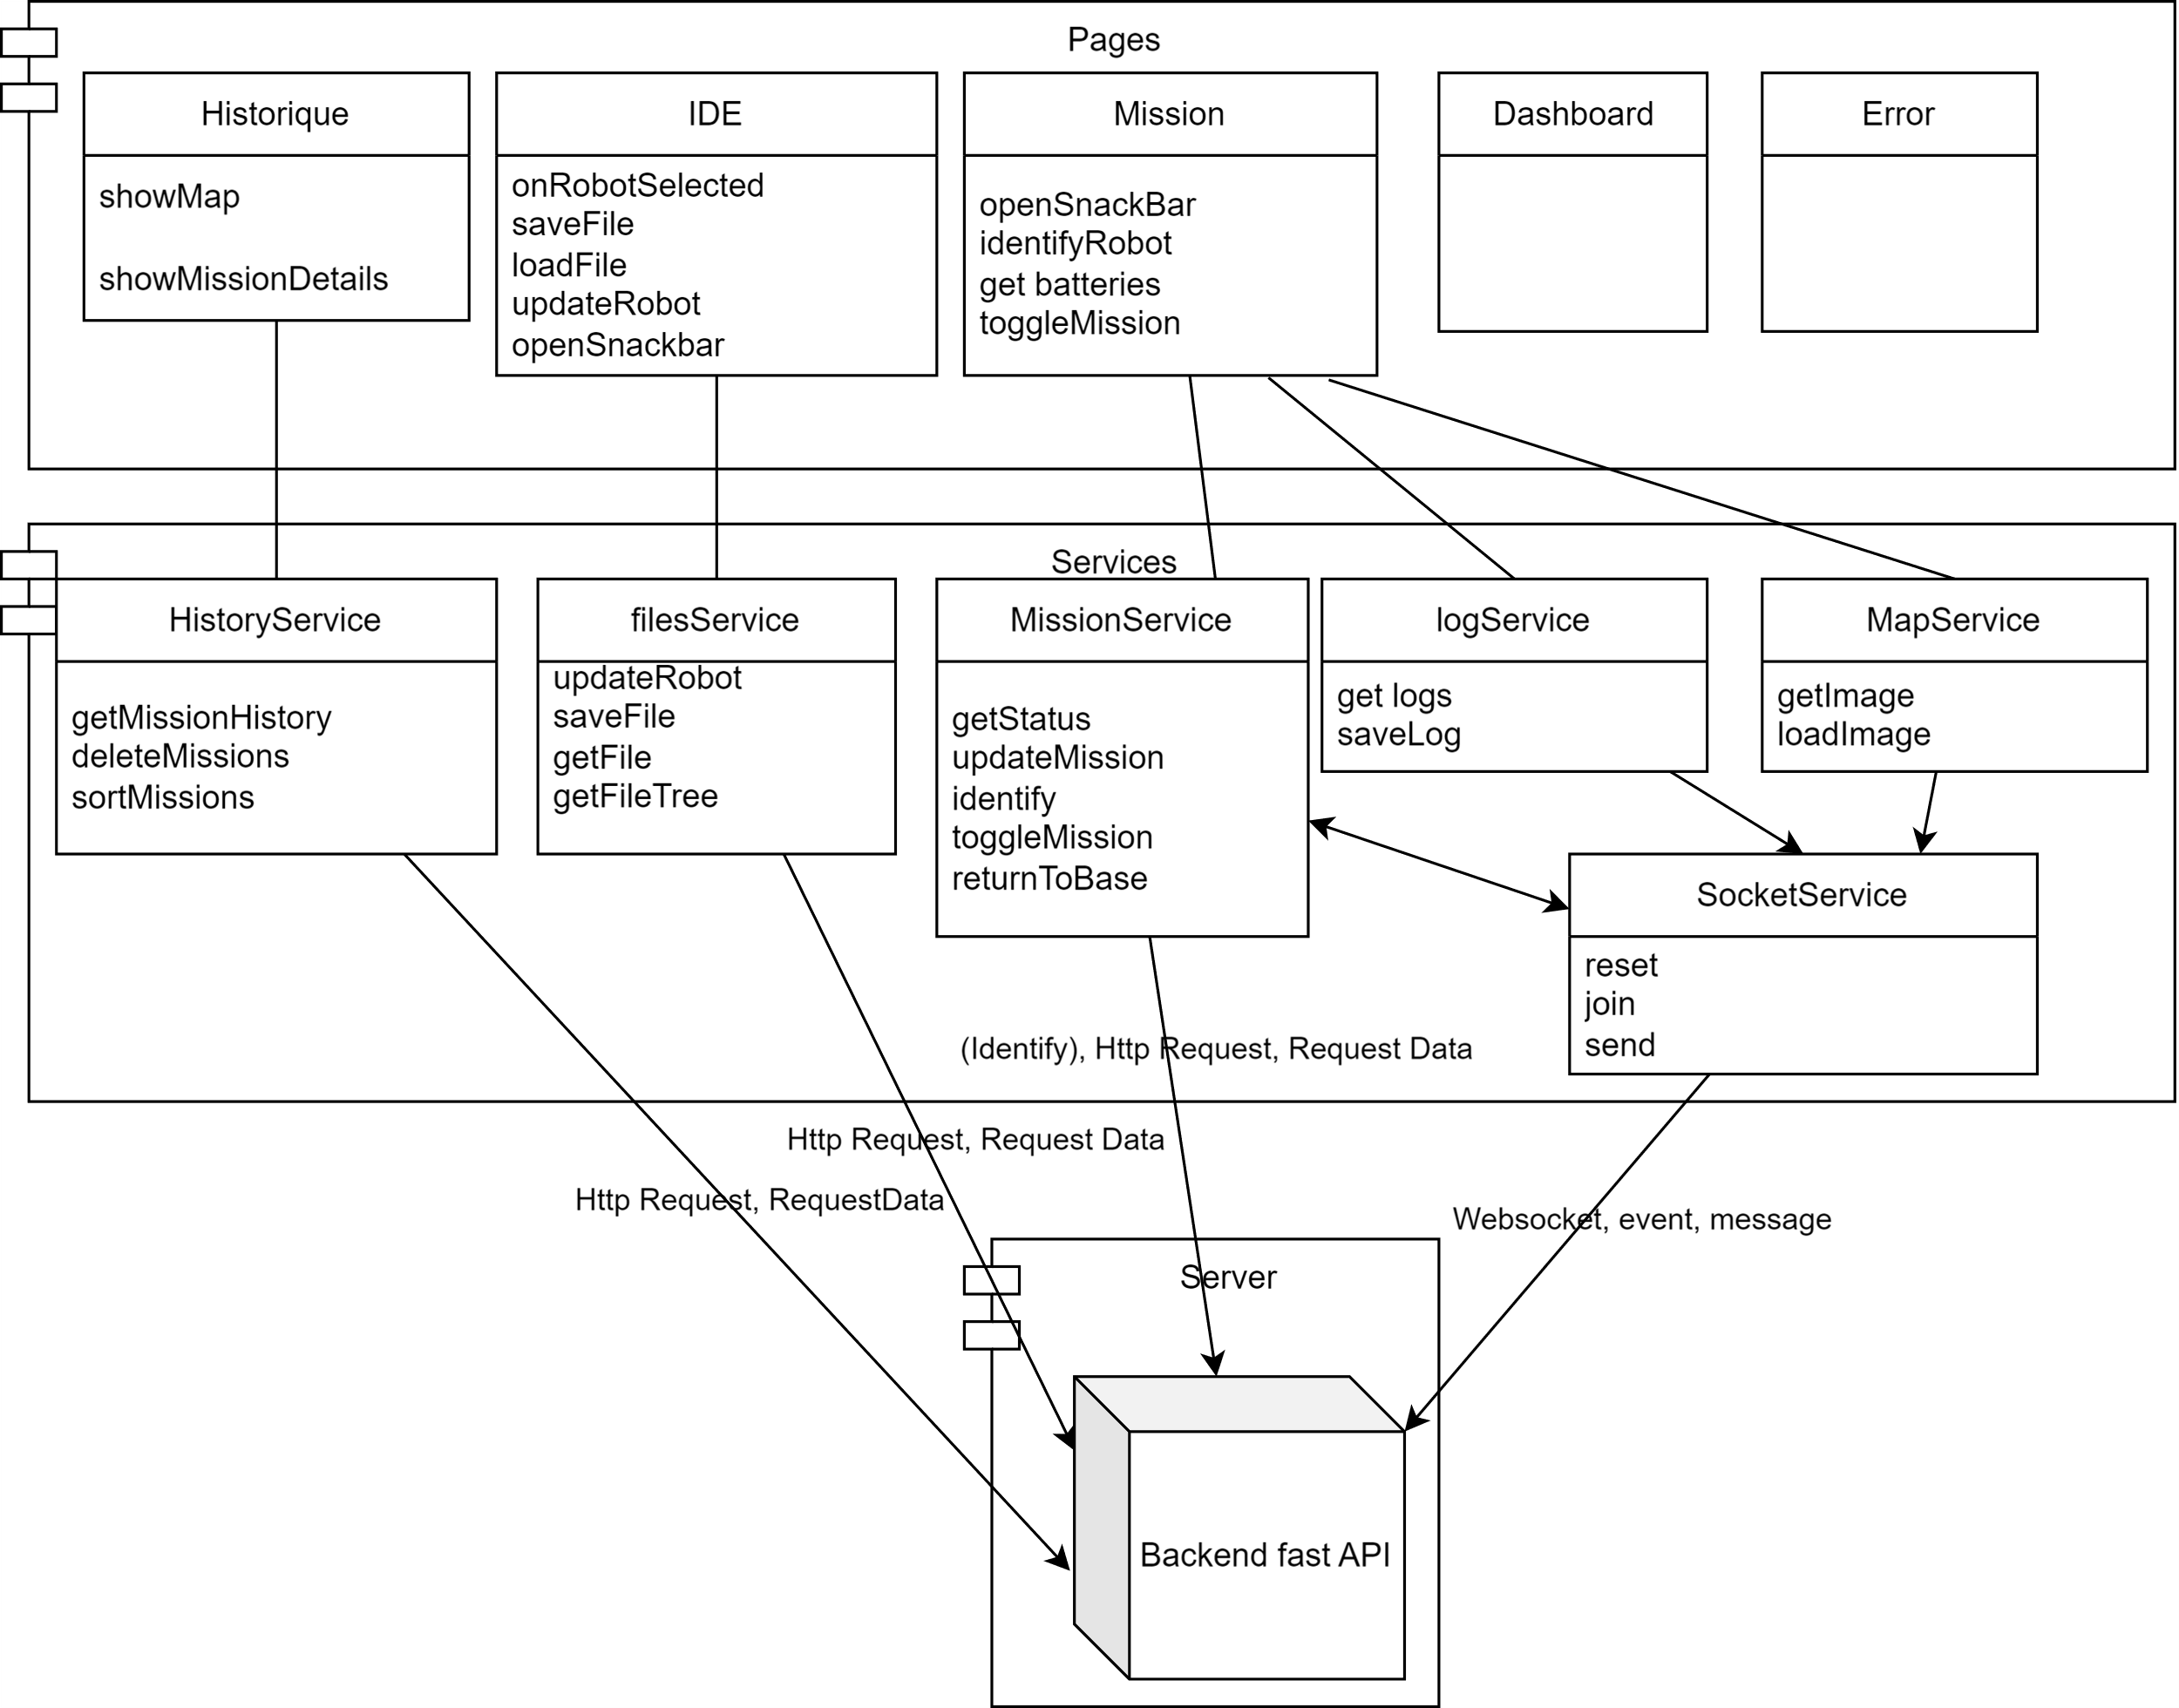 Pages
Historique
showMap
showMissionDetails
IDE
onRobotSelected
saveFile
loadFile
updateRobot
openSnackbar
Mission
openSnackBar
identifyRobot
get batteries
toggleMission
Dashboard
Error
Services
HistoryService
getMissionHistory
deleteMissions
sortMissions
filesService
updateRobot
saveFile
getFile
getFileTree
MissionService
getStatus
updateMission
identify
toggleMission
returnToBase
logService
get logs
saveLog
MapService
getImage
loadImage
SocketService
reset
join
send
(Identify), Http Request, Request Data
Http Request, Request Data
Http Request, RequestData
Websocket, event, message
Server
Backend fast API